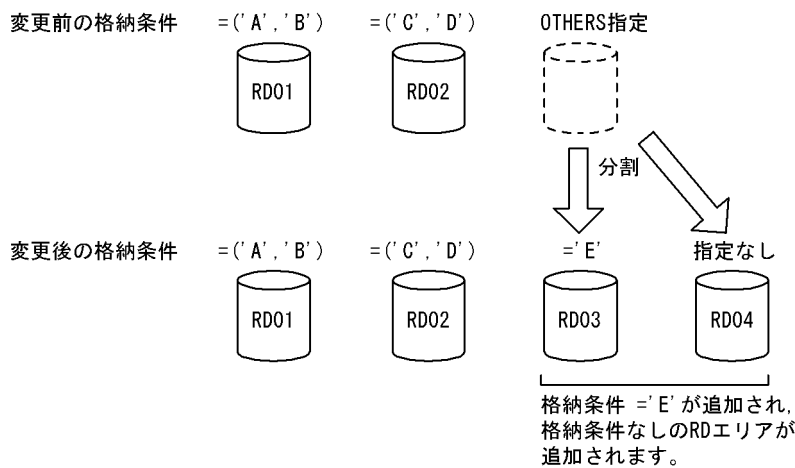 変更前の格納条件 =('A','B') =('C','D') OTHERS指定
RD01 RD02
分割
変更後の格納条件 =('A','B') =('C','D') ='E' 指定なし
RD01 RD02 RD03 RD04
格納条件 ='E'が追加され,
格納条件なしのRDエリアが
追加されます。